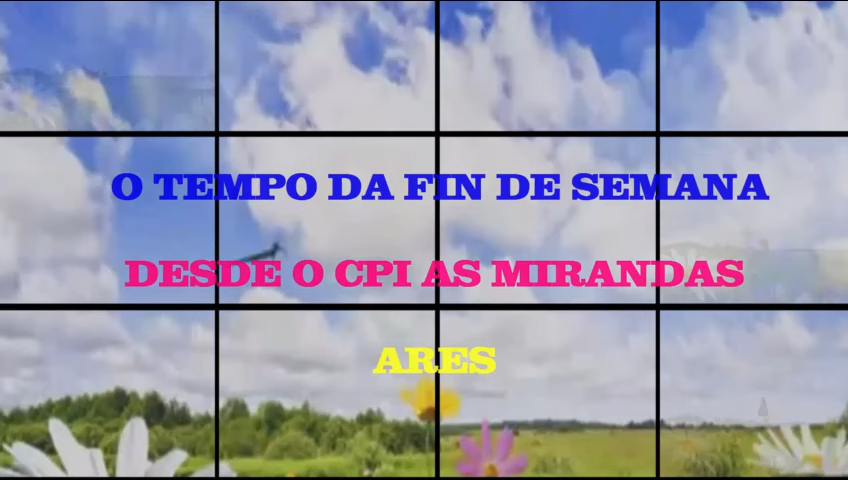 O TEMPO DA FIN DE SEMANA
DESDE O CPI AS MIRANDAS
ARES